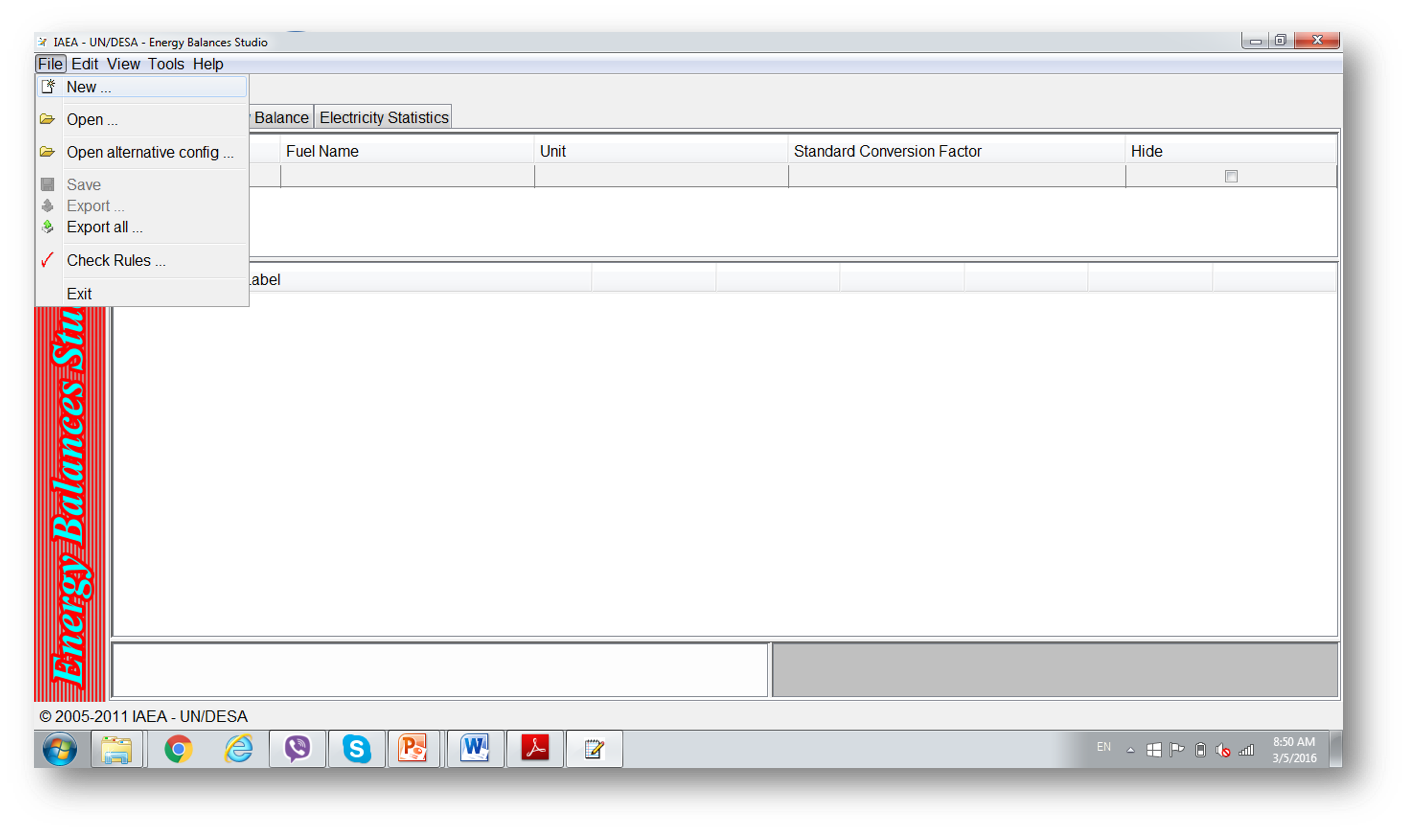 IAEA - UN/DESA - Energy Balances Studio
File Edit View Tools Help
New ...
Open ...
Open alternative config ...
Save
Export ...
Export all ...
Check Rules ...
Exit
Balance Electricity Statistics
Fuel Name Unit Standard Conversion Factor Hide
abel
Energy Balances Stu
© 2005-2011 IAEA - UN/DESA
EN
8:50 AM
3/5/2016